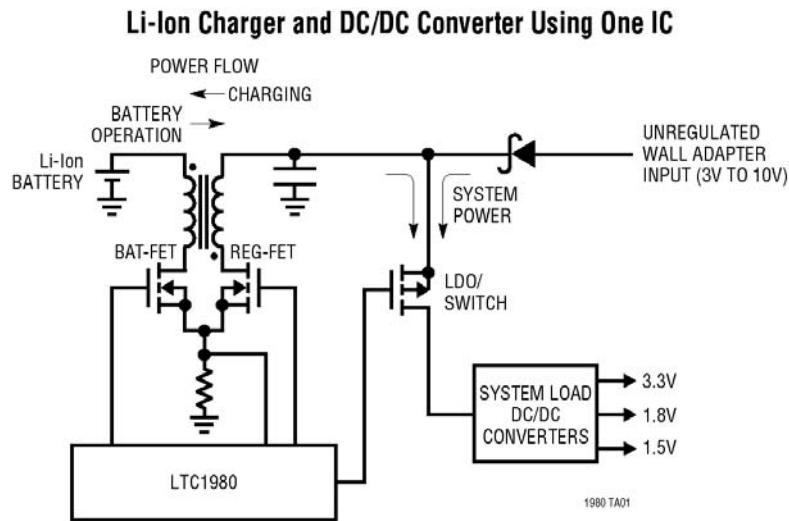 Li-Ion Charger and DC/DC Converter Using One IC
POWER FLOW
CHARGING
BATTERY
OPERATION
Li-Ion
BATTERY
UNREGULATED
WALL ADAPTER
INPUT (3V TO 10V)
SYSTEM
POWER
BAT-FET
REG-FET
LDO/
SWITCH
SYSTEM LOAD
DC/DC
CONVERTERS
3.3V
1.8V
1.5V
LTC1980
1980 TA01